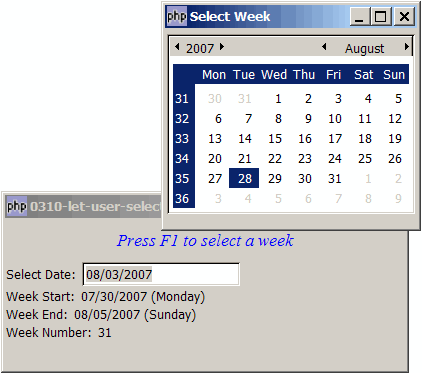 php Select Week
2007 August
Mon Tue Wed Thu Fri Sat Sun
31 30 31 1 2 3 4 5
32 6 7 8 9 10 11 12
33 13 14 15 16 17 18 19
34 20 21 22 23 24 25 26
35 27 28 29 30 31 1 2
36 3 4 5 6 7 8 9
php 0310-let-user-select
Press F1 to select a week
Select Date: 08/03/2007
Week Start: 07/30/2007 (Monday)
Week End: 08/05/2007 (Sunday)
Week Number: 31